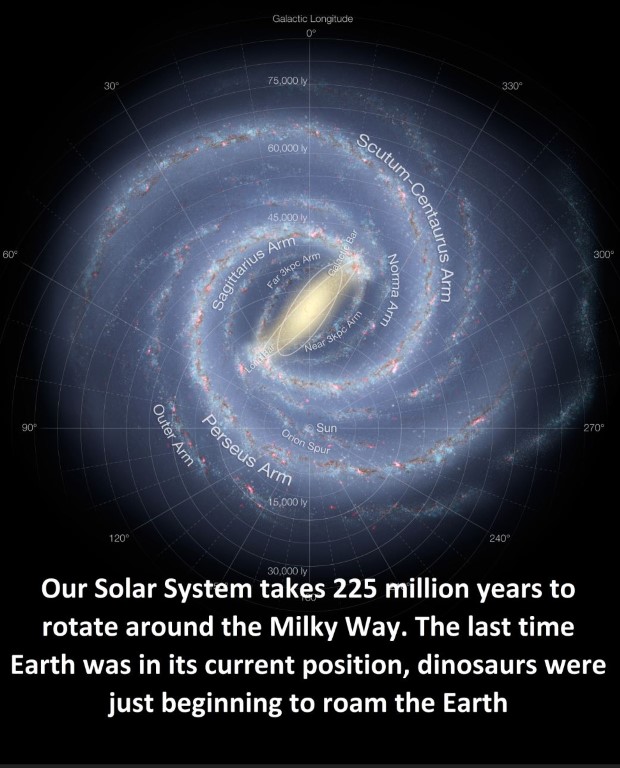 Galactic Longitude
0°
30°
330°
75,000 ly
60,000 ly
Scutum-Centaurus Arm
45,000 ly
60°
300°
Sagittarius Arm
Far 3kpc Arm
Galactic Bar
Norma Arm
Near 3kpc Arm
90°
Sun
270°
Orion Spur
Outer Arm
Perseus Arm
15,000 ly
120°
240°
30,000 ly
Our Solar System takes 225 million years to
rotate around the Milky Way. The last time
Earth was in its current position, dinosaurs were
just beginning to roam the Earth